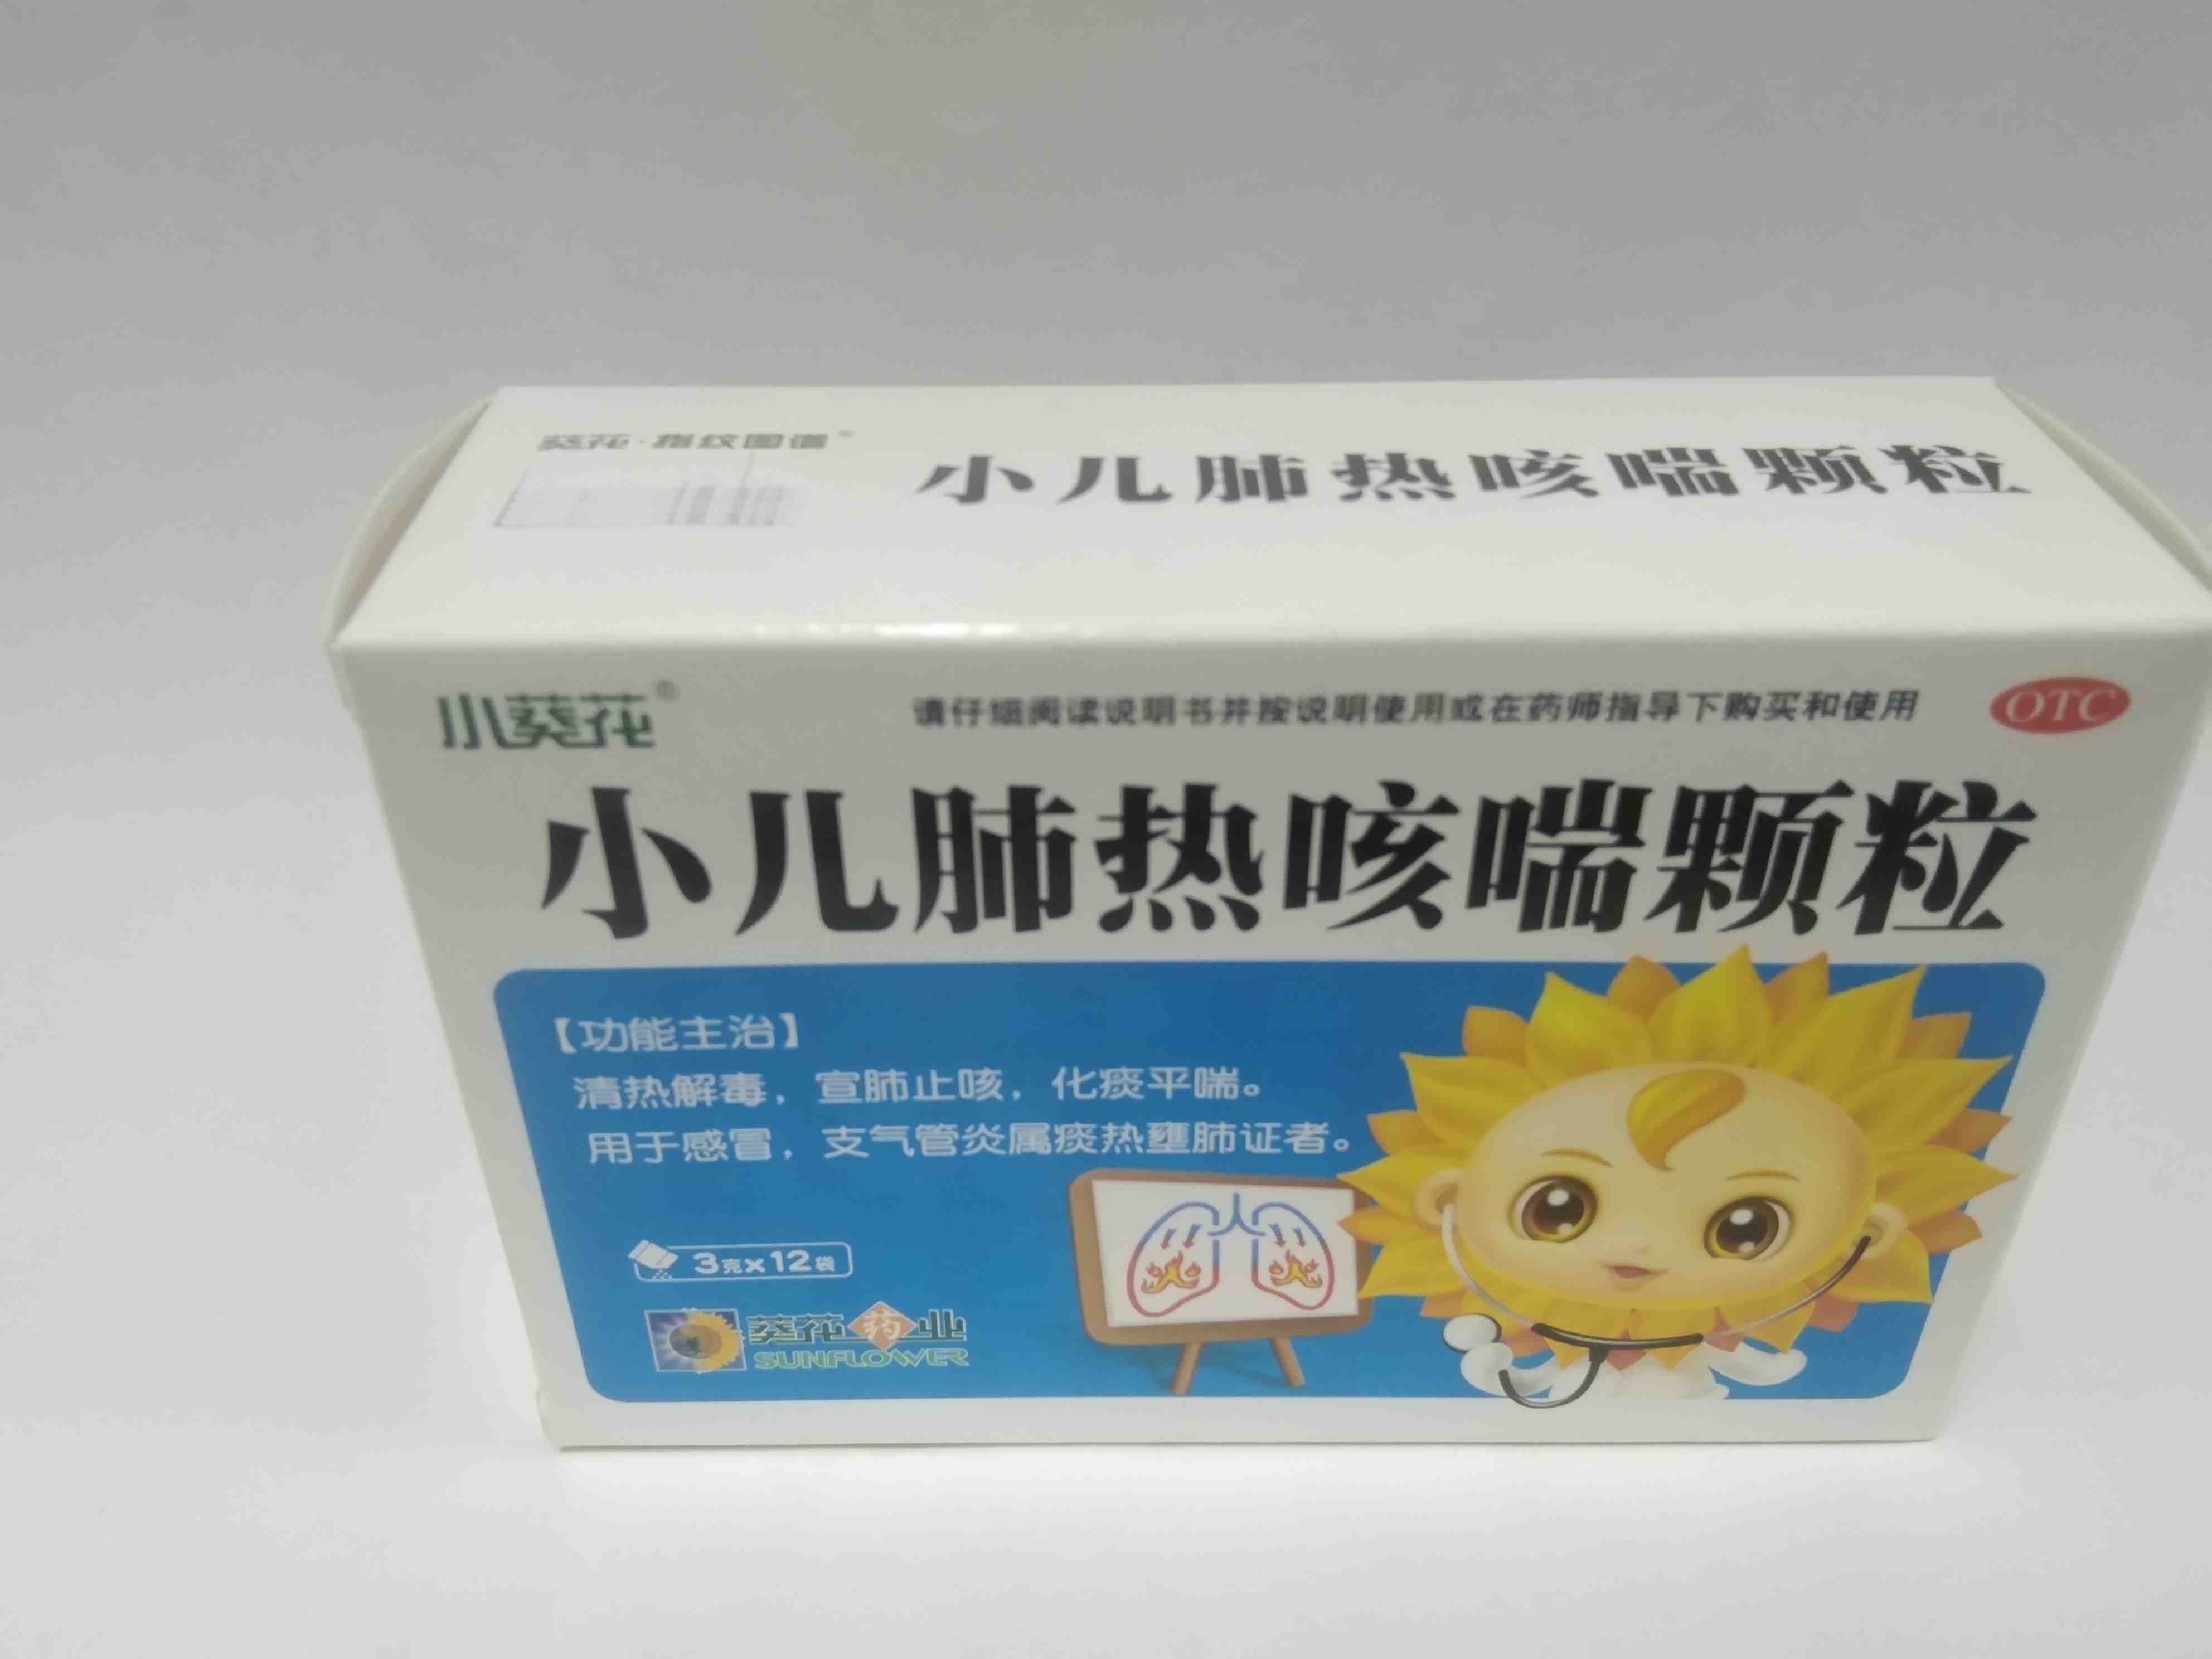 葵花·指纹图谱®
小儿肺热咳喘颗粒
小葵花®
请仔细阅读说明书并按说明使用或在药师指导下购买和使用
OTC
小儿肺热咳喘颗粒
【功能主治】
清热解毒，宣肺止咳，化痰平喘。
用于感冒，支气管炎属痰热壅肺证者。
3克×12袋
葵花药业
SUNFLOWER